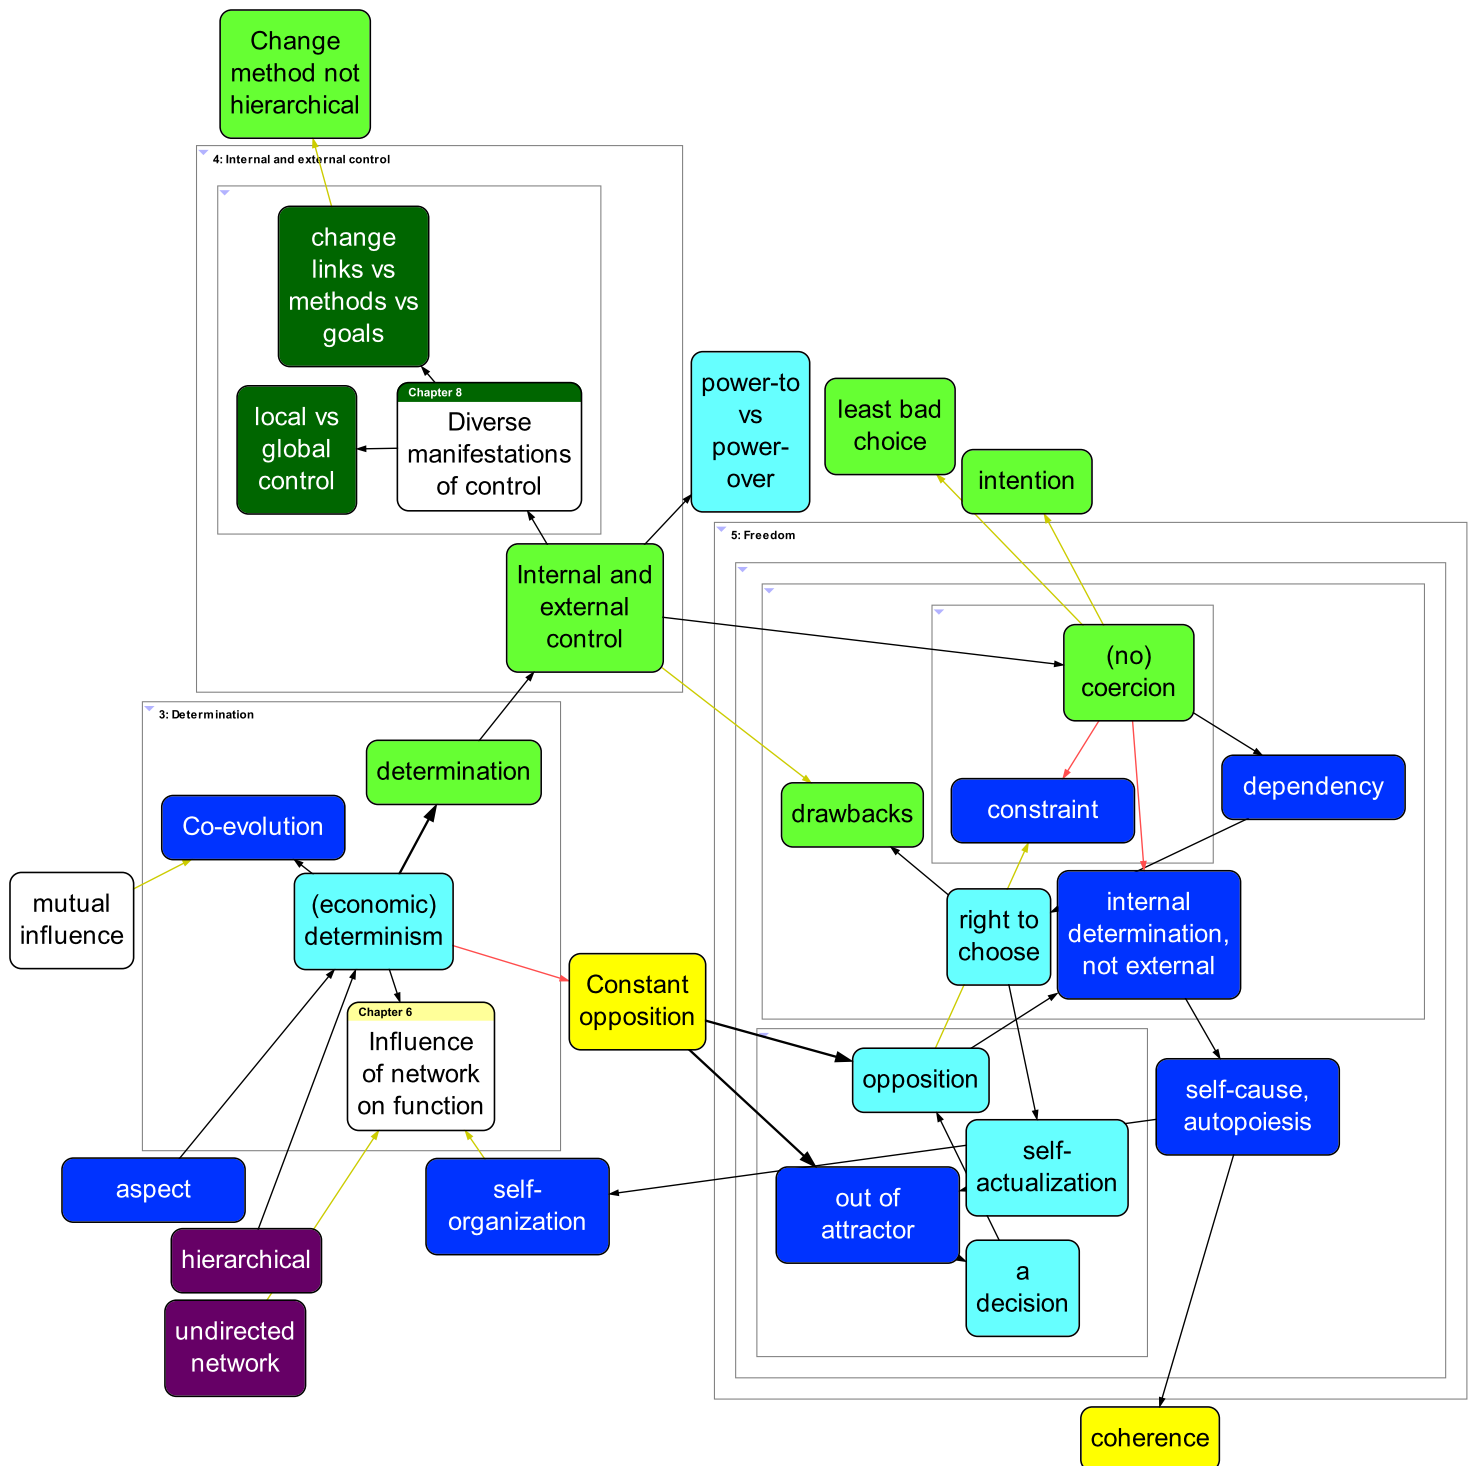 Change
method not
hierarchical
4: Internal and external control
change
links vs
methods vs
goals
local vs
global
control
Chapter 8
Diverse
manifestations
of control
power-to
vs
power-
over
least bad
choice
intention
Internal and
external
control
5: Freedom
(no)
coercion
3: Determination
determination
Co-evolution
mutual
influence
(economic)
determinism
drawbacks
constraint
dependency
right to
choose
internal
determination,
not external
Constant
opposition
Chapter 6
Influence
of network
on function
opposition
self-cause,
autopoiesis
self-
actualization
aspect
self-
organization
out of
attractor
hierarchical
a
decision
undirected
network
coherence